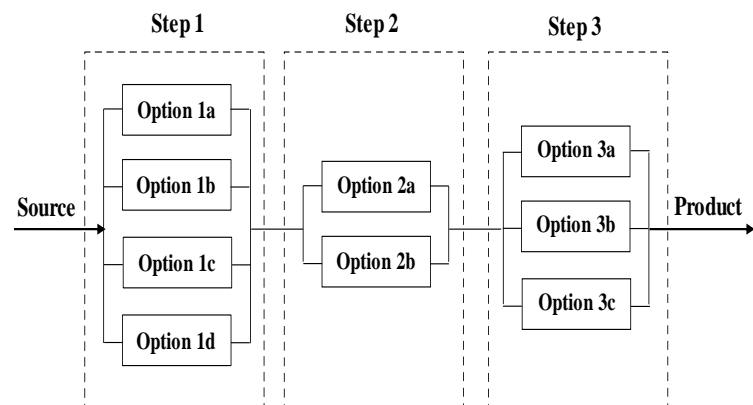 Step 1
Step 2
Step 3
Option 1a
Option 1b
Option 1c
Option 1d
Option 2a
Option 2b
Option 3a
Option 3b
Option 3c
Source
Product